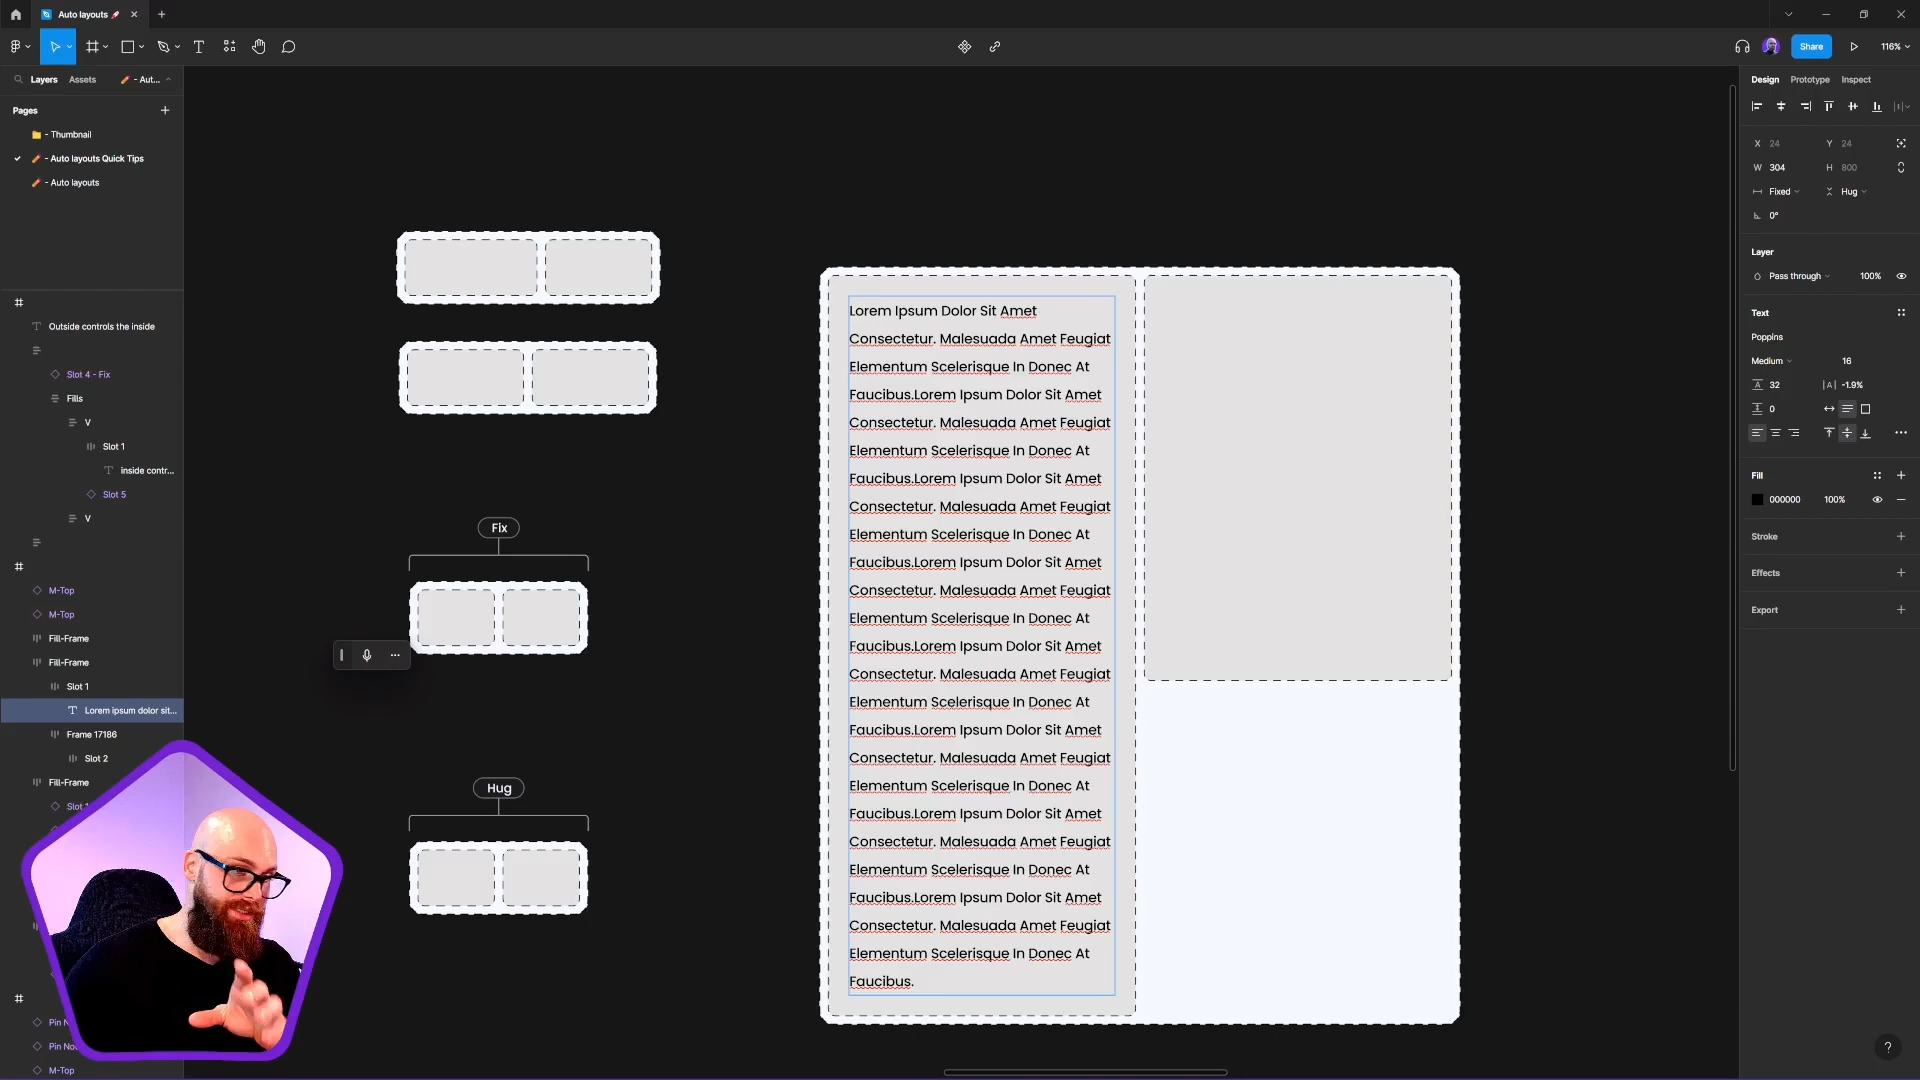 Auto layouts
Share
116%
Layers
Assets
- Aut...
Design
Prototype
Inspect
Pages
- Thumbnail
- Auto layouts Quick Tips
- Auto layouts
X 24
Y 24
W 304
H 800
Fixed
Hug
0°
Layer
Pass through
100%
Text
Poppins
Medium
16
A 32
|A| -1.9%
0
Fill
000000
100%
Stroke
Effects
Export
Outside controls the inside
Slot 4 - Fix
Fills
V
Slot 1
inside contr...
Slot 5
V
M-Top
M-Top
Fill-Frame
Fill-Frame
Slot 1
Lorem ipsum dolor sit...
Frame 17186
Slot 2
Fill-Frame
Slot
Pin
Pin
M-Top
Fix
Hug
Lorem Ipsum Dolor Sit Amet
Consectetur. Malesuada Amet Feugiat
Elementum Scelerisque In Donec At
Faucibus.Lorem Ipsum Dolor Sit Amet
Consectetur. Malesuada Amet Feugiat
Elementum Scelerisque In Donec At
Faucibus.Lorem Ipsum Dolor Sit Amet
Consectetur. Malesuada Amet Feugiat
Elementum Scelerisque In Donec At
Faucibus.Lorem Ipsum Dolor Sit Amet
Consectetur. Malesuada Amet Feugiat
Elementum Scelerisque In Donec At
Faucibus.Lorem Ipsum Dolor Sit Amet
Consectetur. Malesuada Amet Feugiat
Elementum Scelerisque In Donec At
Faucibus.Lorem Ipsum Dolor Sit Amet
Consectetur. Malesuada Amet Feugiat
Elementum Scelerisque In Donec At
Faucibus.Lorem Ipsum Dolor Sit Amet
Consectetur. Malesuada Amet Feugiat
Elementum Scelerisque In Donec At
Faucibus.Lorem Ipsum Dolor Sit Amet
Consectetur. Malesuada Amet Feugiat
Elementum Scelerisque In Donec At
Faucibus.
?